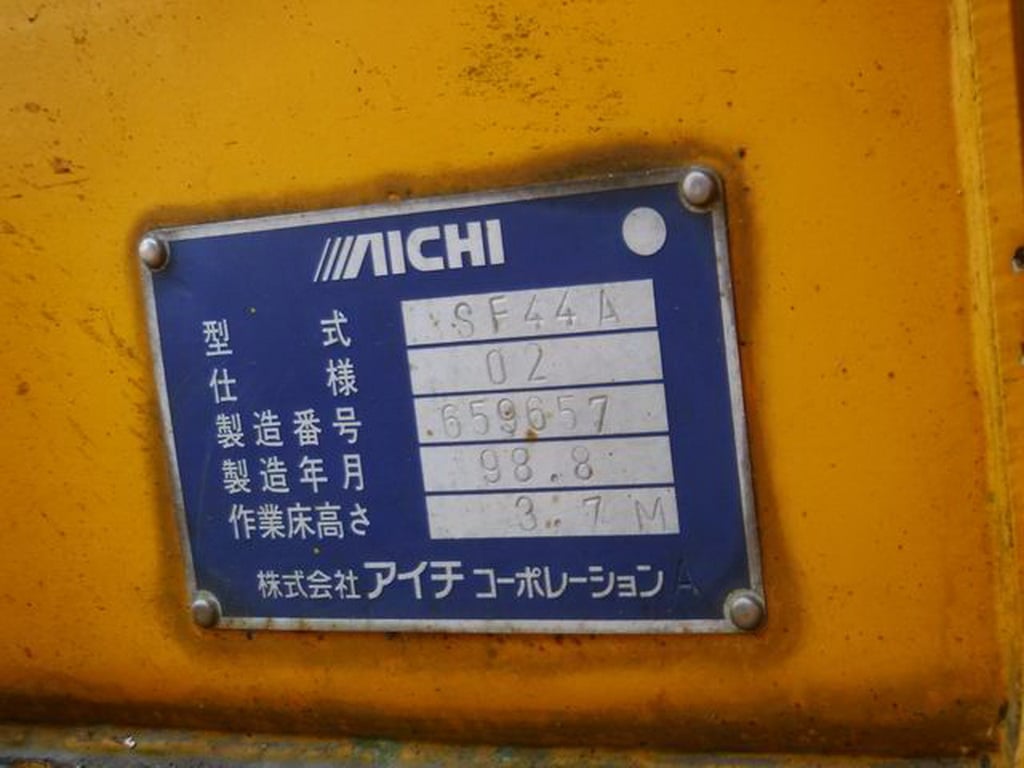 AICHI
型式 SF44A
仕様 02
製造番号 659657
製造年月 98.8
作業床高さ 3.7M
株式会社アイチコーポレーション A